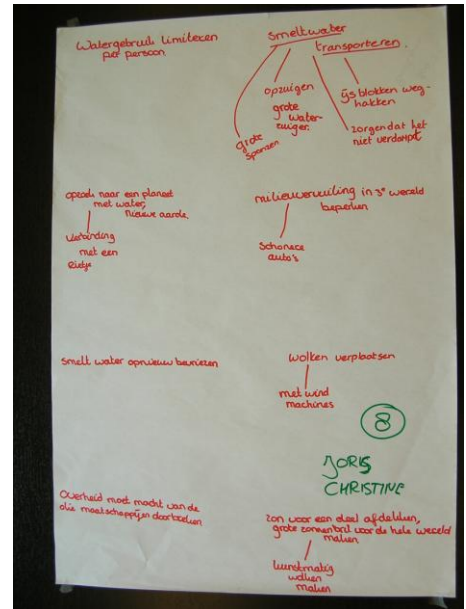 Watergebruik limiteren
per persoon.
smeltwater
transporteren.
opzuigen
grote
water-
zuiger.
grote
sponsen
ijsblokken weg-
hakken
zorgen dat het
niet verdampt
opzoek naar een planeet
met water,
nieuwe aarde.
verbinding
met een
rietje
milieuvervuiling in 3e wereld
beperken
schonere
auto's
smelt water opnieuw bevriezen
wolken verplaatsen
met wind
machines
8
JORIS
CHRISTINE
Overheid moet macht van de
olie maatschappijen doorbreken
zon voor een deel afdekken,
grote zonnenbril voor de hele wereld
maken
kunstmatig
wolken
maken